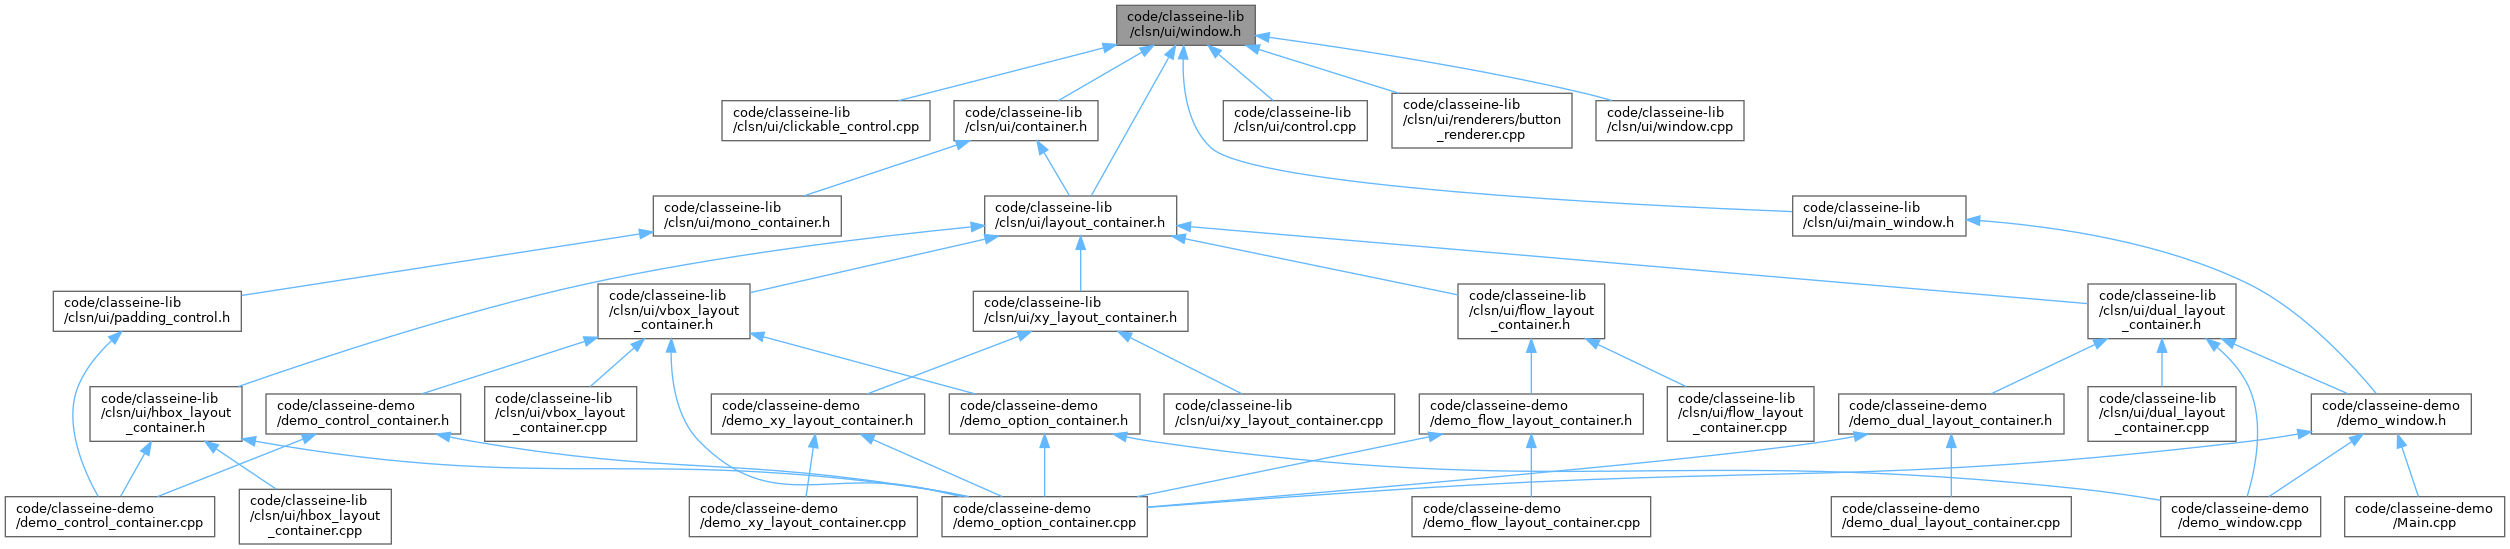 code/classeine-lib
/clsn/ui/window.h
code/classeine-lib
/clsn/ui/clickable_control.cpp
code/classeine-lib
/clsn/ui/container.h
code/classeine-lib
/clsn/ui/control.cpp
code/classeine-lib
/clsn/ui/renderers/button
_renderer.cpp
code/classeine-lib
/clsn/ui/window.cpp
code/classeine-lib
/clsn/ui/mono_container.h
code/classeine-lib
/clsn/ui/layout_container.h
code/classeine-lib
/clsn/ui/main_window.h
code/classeine-lib
/clsn/ui/padding_control.h
code/classeine-lib
/clsn/ui/vbox_layout
_container.h
code/classeine-lib
/clsn/ui/xy_layout_container.h
code/classeine-lib
/clsn/ui/flow_layout
_container.h
code/classeine-lib
/clsn/ui/dual_layout
_container.h
code/classeine-lib
/clsn/ui/hbox_layout
_container.h
code/classeine-demo
/demo_control_container.h
code/classeine-lib
/clsn/ui/vbox_layout
_container.cpp
code/classeine-demo
/demo_xy_layout_container.h
code/classeine-demo
/demo_option_container.h
code/classeine-lib
/clsn/ui/xy_layout_container.cpp
code/classeine-demo
/demo_flow_layout_container.h
code/classeine-lib
/clsn/ui/flow_layout
_container.cpp
code/classeine-demo
/demo_dual_layout_container.h
code/classeine-lib
/clsn/ui/dual_layout
_container.cpp
code/classeine-demo
/demo_window.h
code/classeine-demo
/demo_control_container.cpp
code/classeine-lib
/clsn/ui/hbox_layout
_container.cpp
code/classeine-demo
/demo_xy_layout_container.cpp
code/classeine-demo
/demo_option_container.cpp
code/classeine-demo
/demo_flow_layout_container.cpp
code/classeine-demo
/demo_dual_layout_container.cpp
code/classeine-demo
/demo_window.cpp
code/classeine-demo
/Main.cpp